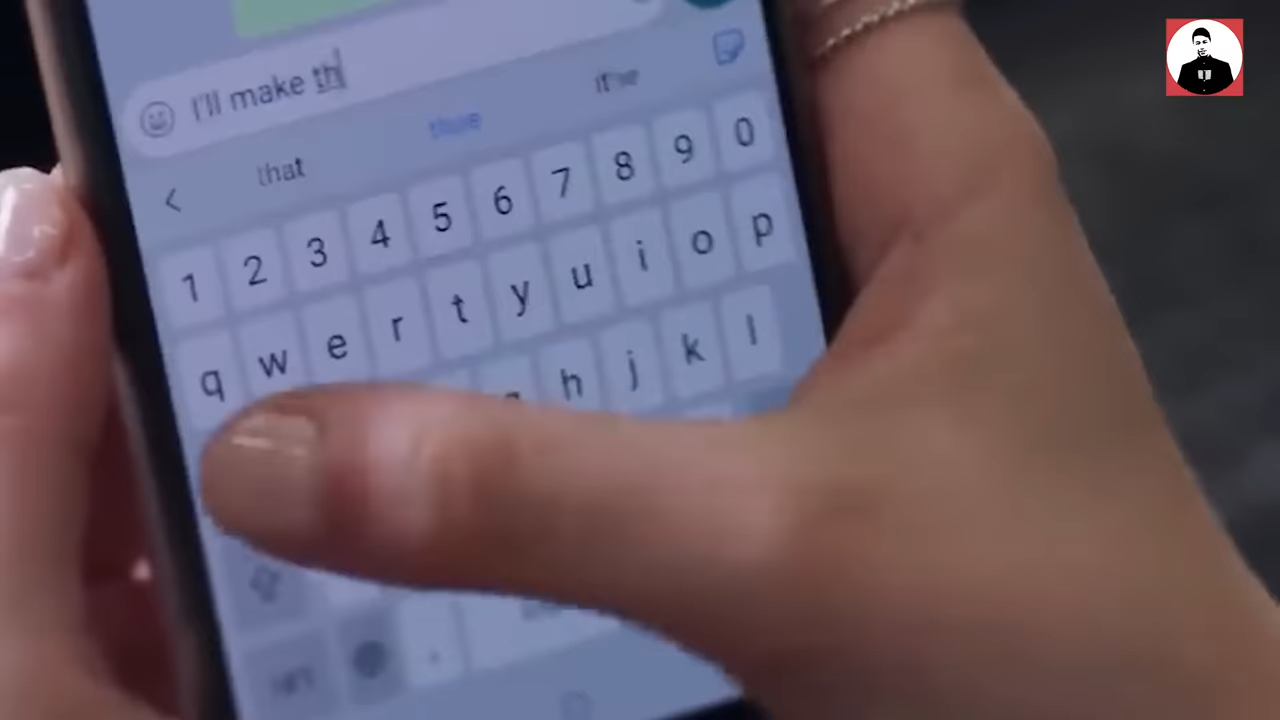 I'll make th
that
1 2 3 4 5 6 7 8 9 0
q w e r t y u i o p
h j k l
.